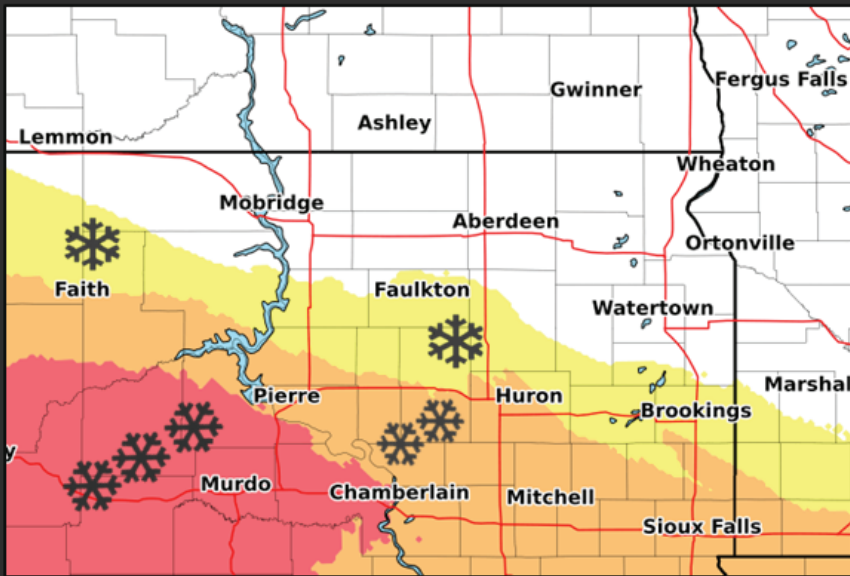 Gwinner
Fergus Falls
Ashley
Lemmon
Wheaton
Mobridge
Aberdeen
Ortonville
Faith
Faulkton
Watertown
Marshal
Pierre
Huron
Brookings
y
Murdo
Chamberlain
Mitchell
Sioux Falls